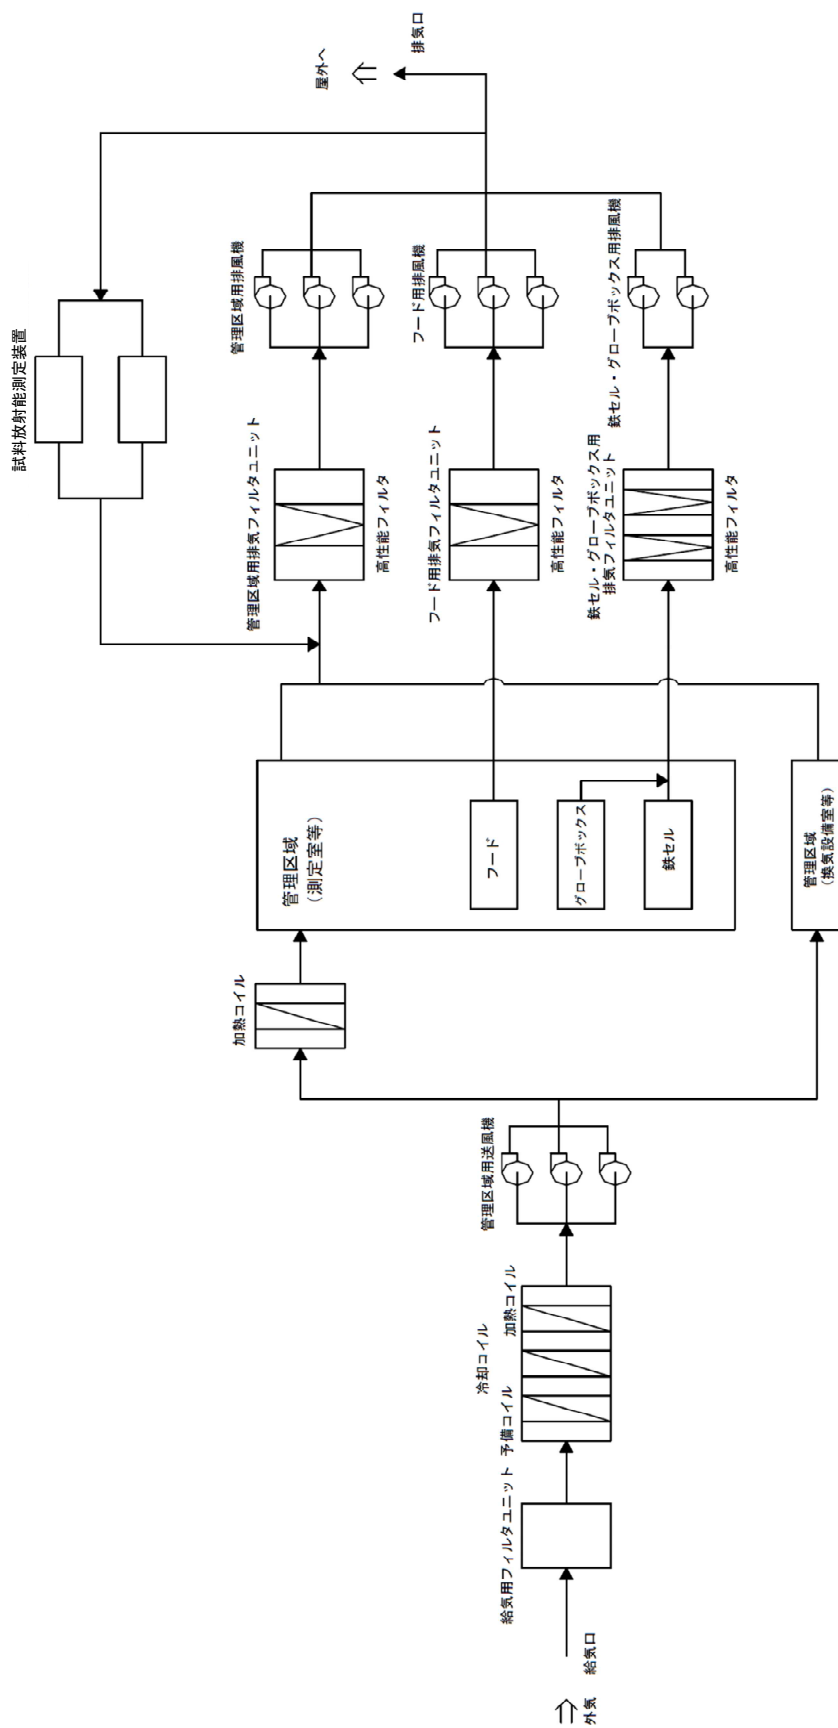 外気
給気口
給気用フィルタユニット
予備コイル
冷却コイル
加熱コイル
管理区域用送風機
加熱コイル
管理区域
(測定室等)
フード
グローブボックス
鉄セル
管理区域
(換気設備室等)
試料放射能測定装置
管理区域用排気フィルタユニット
高性能フィルタ
管理区域用排風機
フード用排気フィルタユニット
高性能フィルタ
フード用排風機
鉄セル・グローブボックス用
排気フィルタユニット
高性能フィルタ
鉄セル・グローブボックス用排風機
屋外へ
排気口